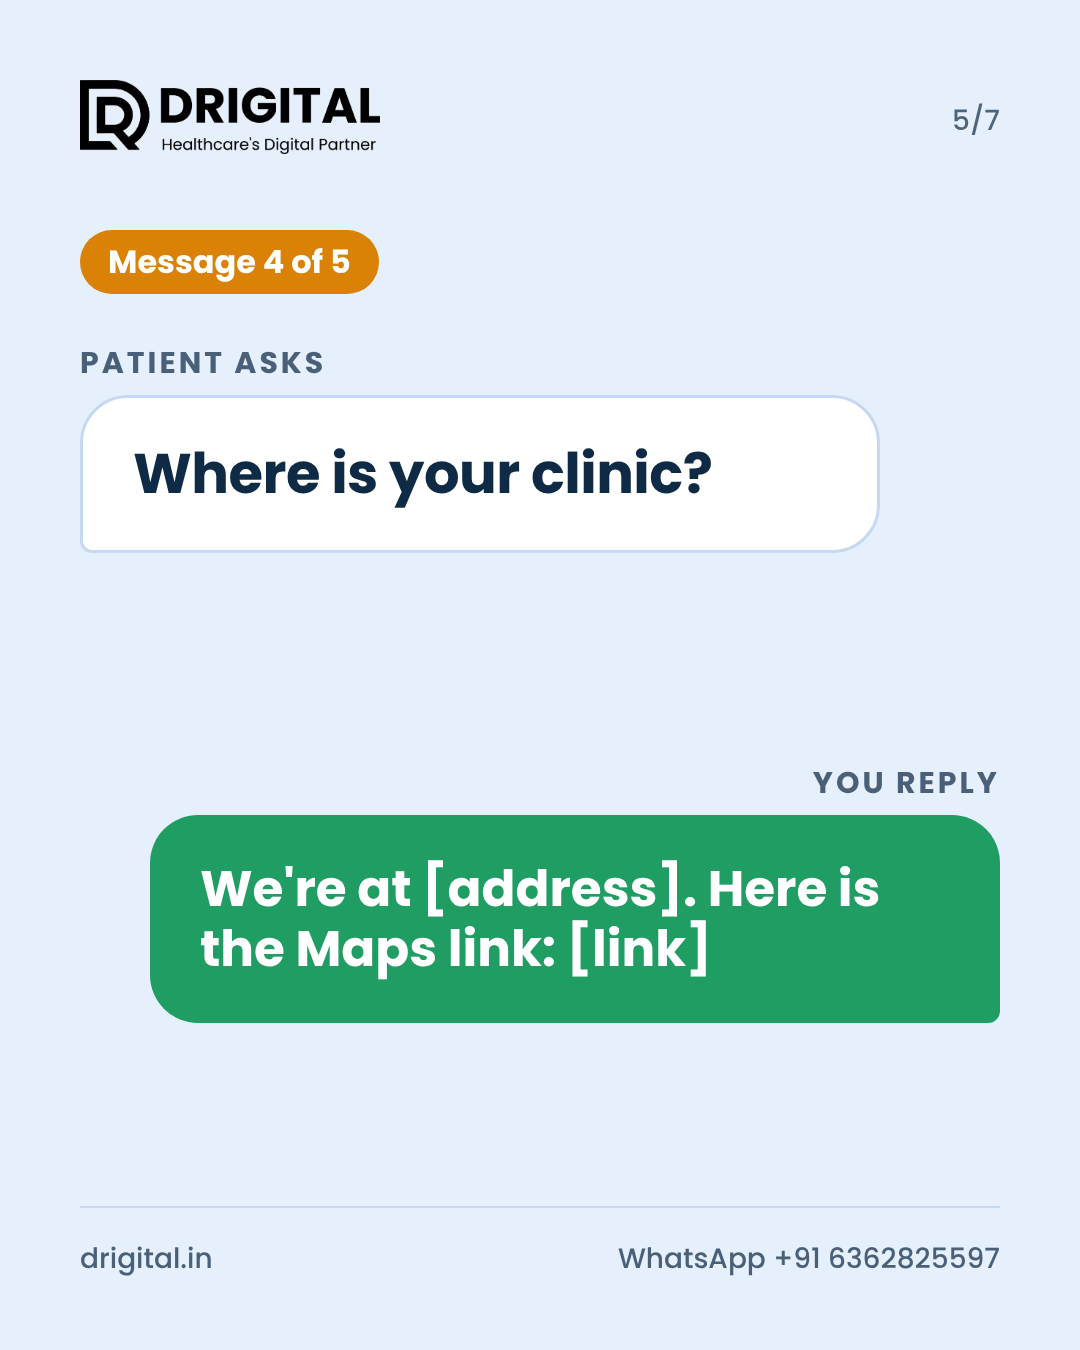 DRIGITAL
Healthcare's Digital Partner
5/7
Message 4 of 5
PATIENT ASKS
Where is your clinic?
YOU REPLY
We're at [address]. Here is
the Maps link: [link]
drigital.in
WhatsApp +91 6362825597